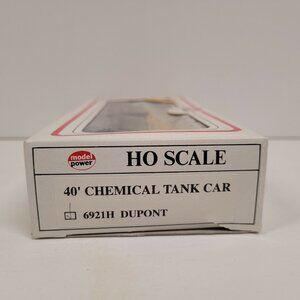 model
power
HO SCALE
40' CHEMICAL TANK CAR
6921H DUPONT